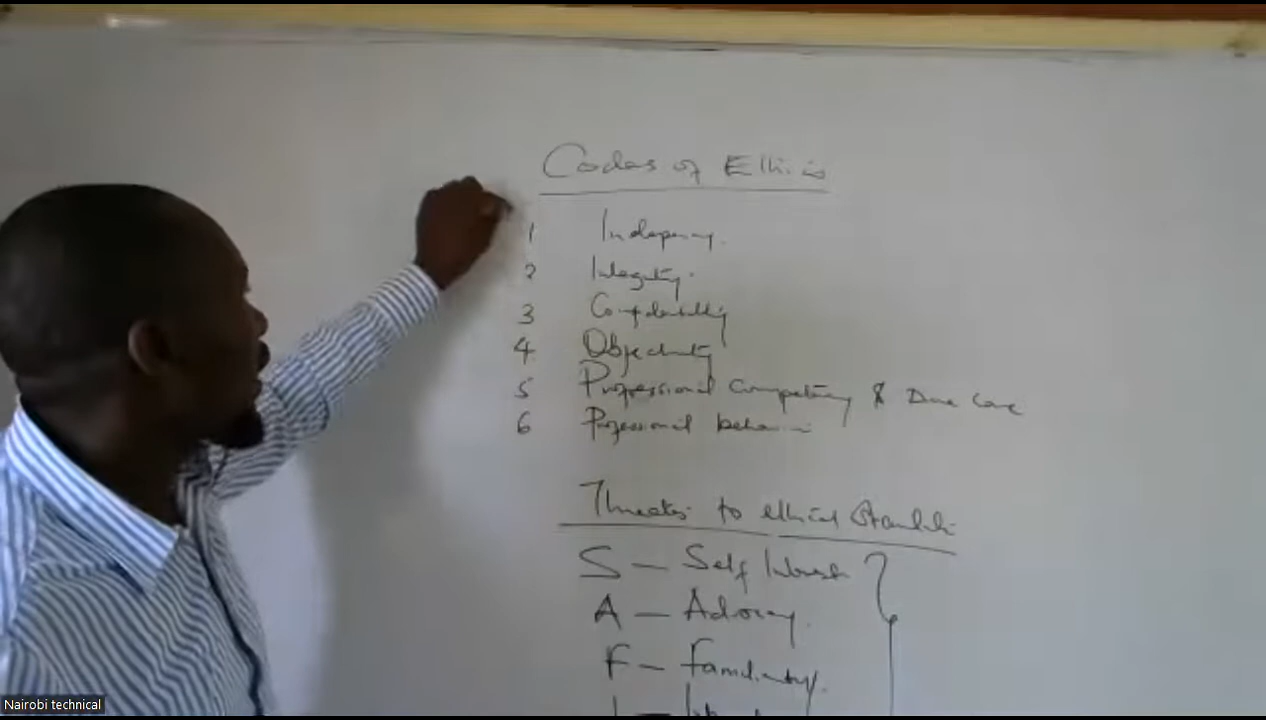 Codes of Ethics
1 Independency.
2 Integrity.
3 Confidentiality
4 Objectivity
5 Professional Competency & Due Care
6 Professional behavior
Threats to ethical Standards
S — Self Interest
A — Advocacy.
F — Familiarity.
I —
Nairobi technical